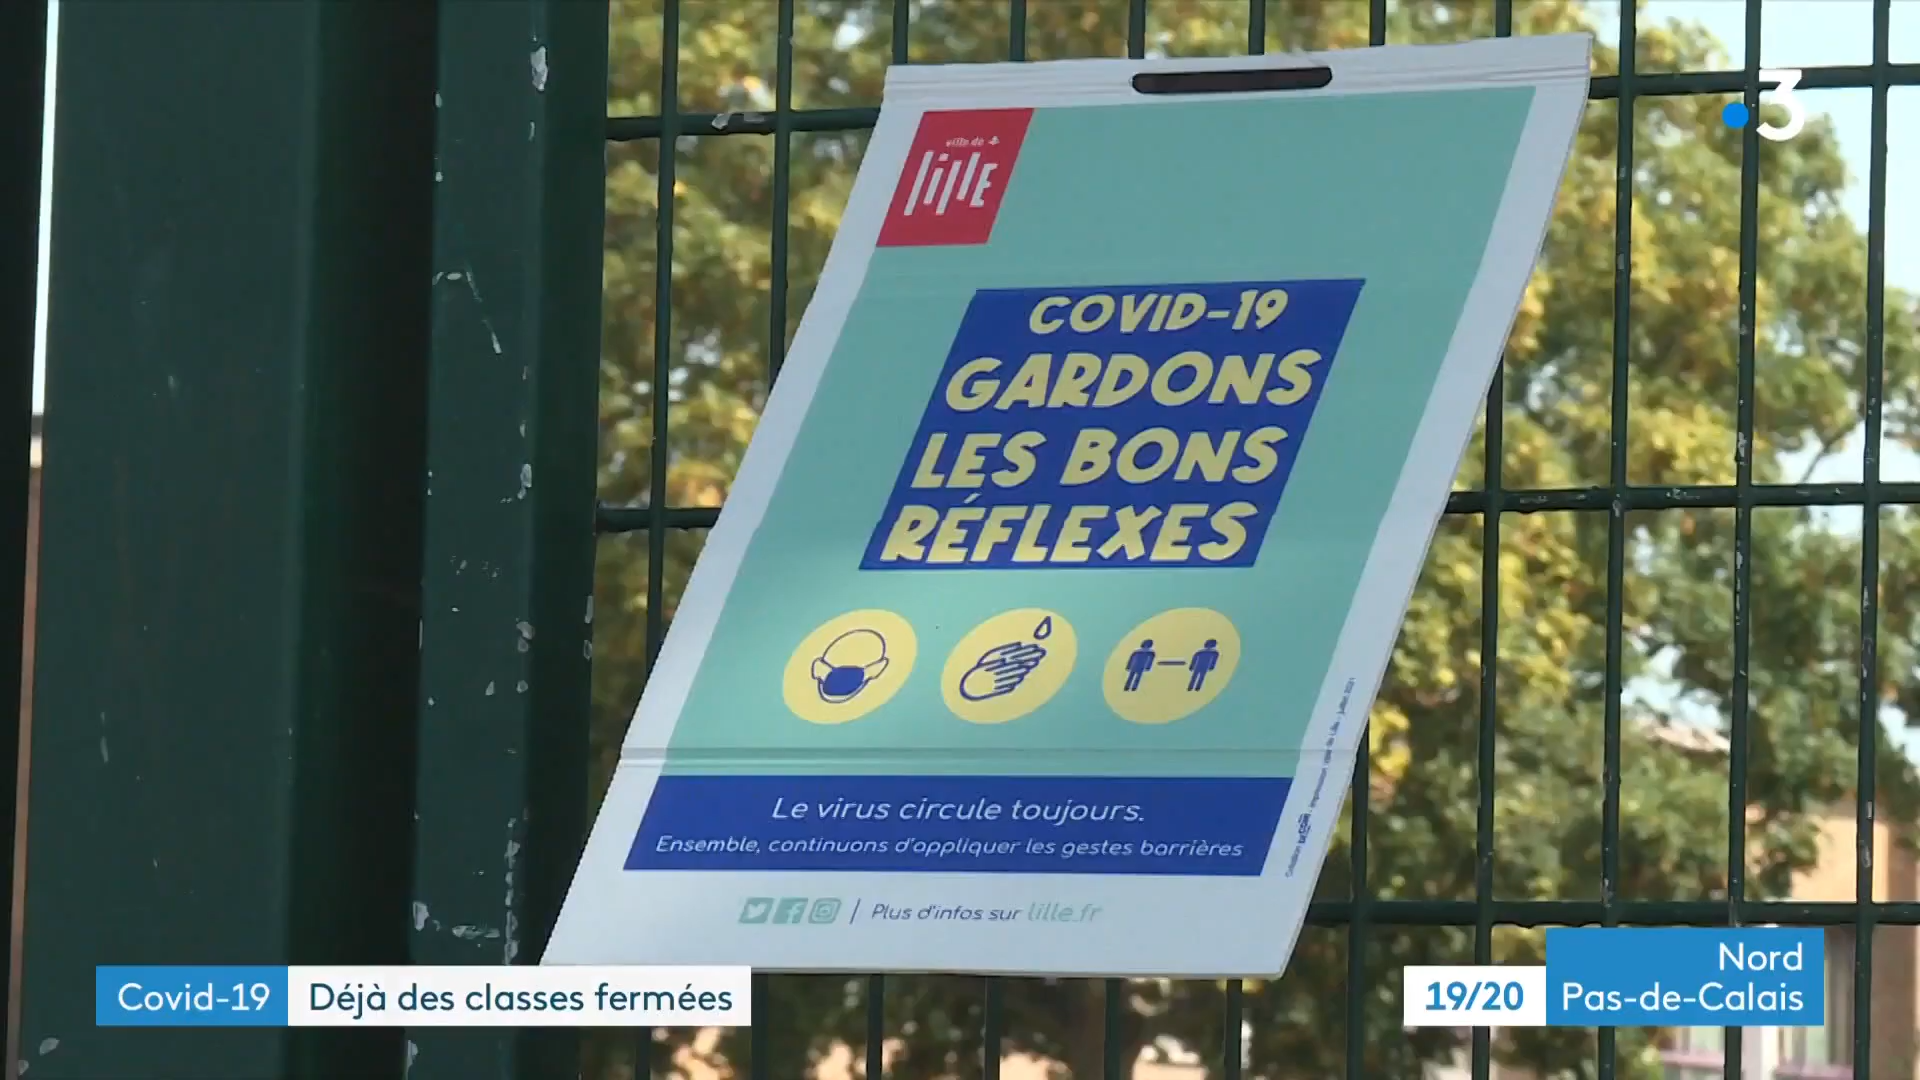 3
ville de
lille
COVID-19
GARDONS
LES BONS
RÉFLEXES
Le virus circule toujours.
Ensemble, continuons d'appliquer les gestes barrières
| Plus d'infos sur lille.fr
Covid-19 Déjà des classes fermées
19/20
Nord
Pas-de-Calais